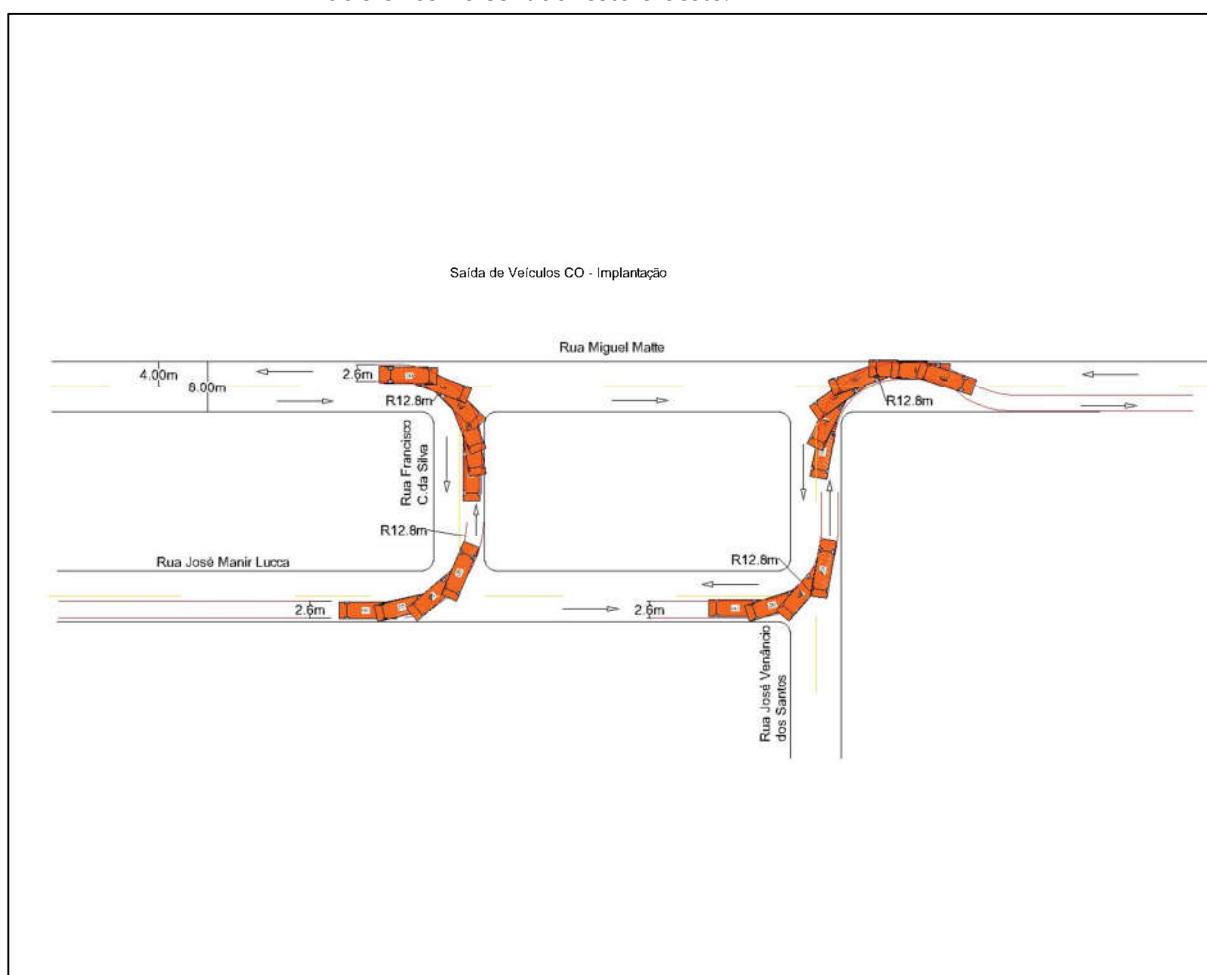 Saída de Veículos CO - Implantação
Rua Miguel Matte
4.00m
8.00m
2.6m
R12.8m
R12.8m
Rua Francisco
C.da Silva
R12.8m
Rua José Manir Lucca
R12.8m
2.6m
2.6m
Rua José Venâncio
dos Santos